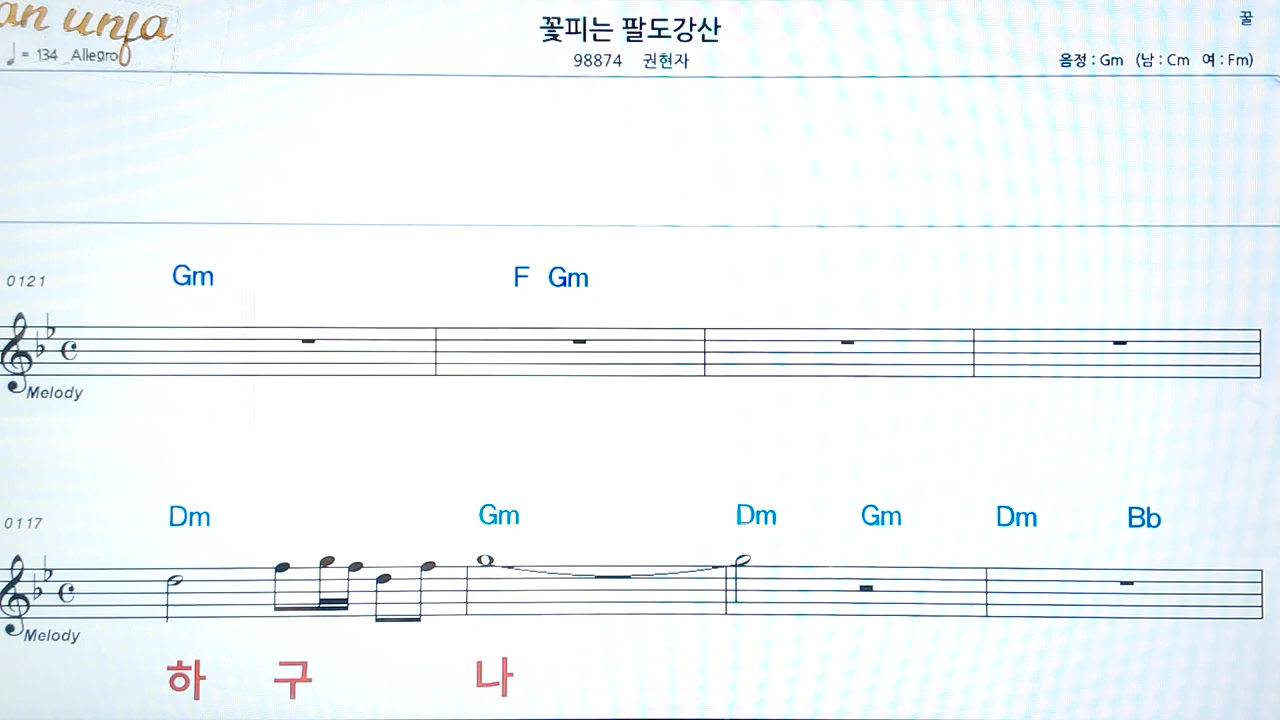 an unja
♩= 134 Allegro
꽃피는 팔도강산
98874 권현자
꿀
음정 : Gm (남 : Cm 여 : Fm)
0121
Gm F Gm
Melody
0117
Dm Gm Dm Gm Dm Bb
Melody
하 구 나